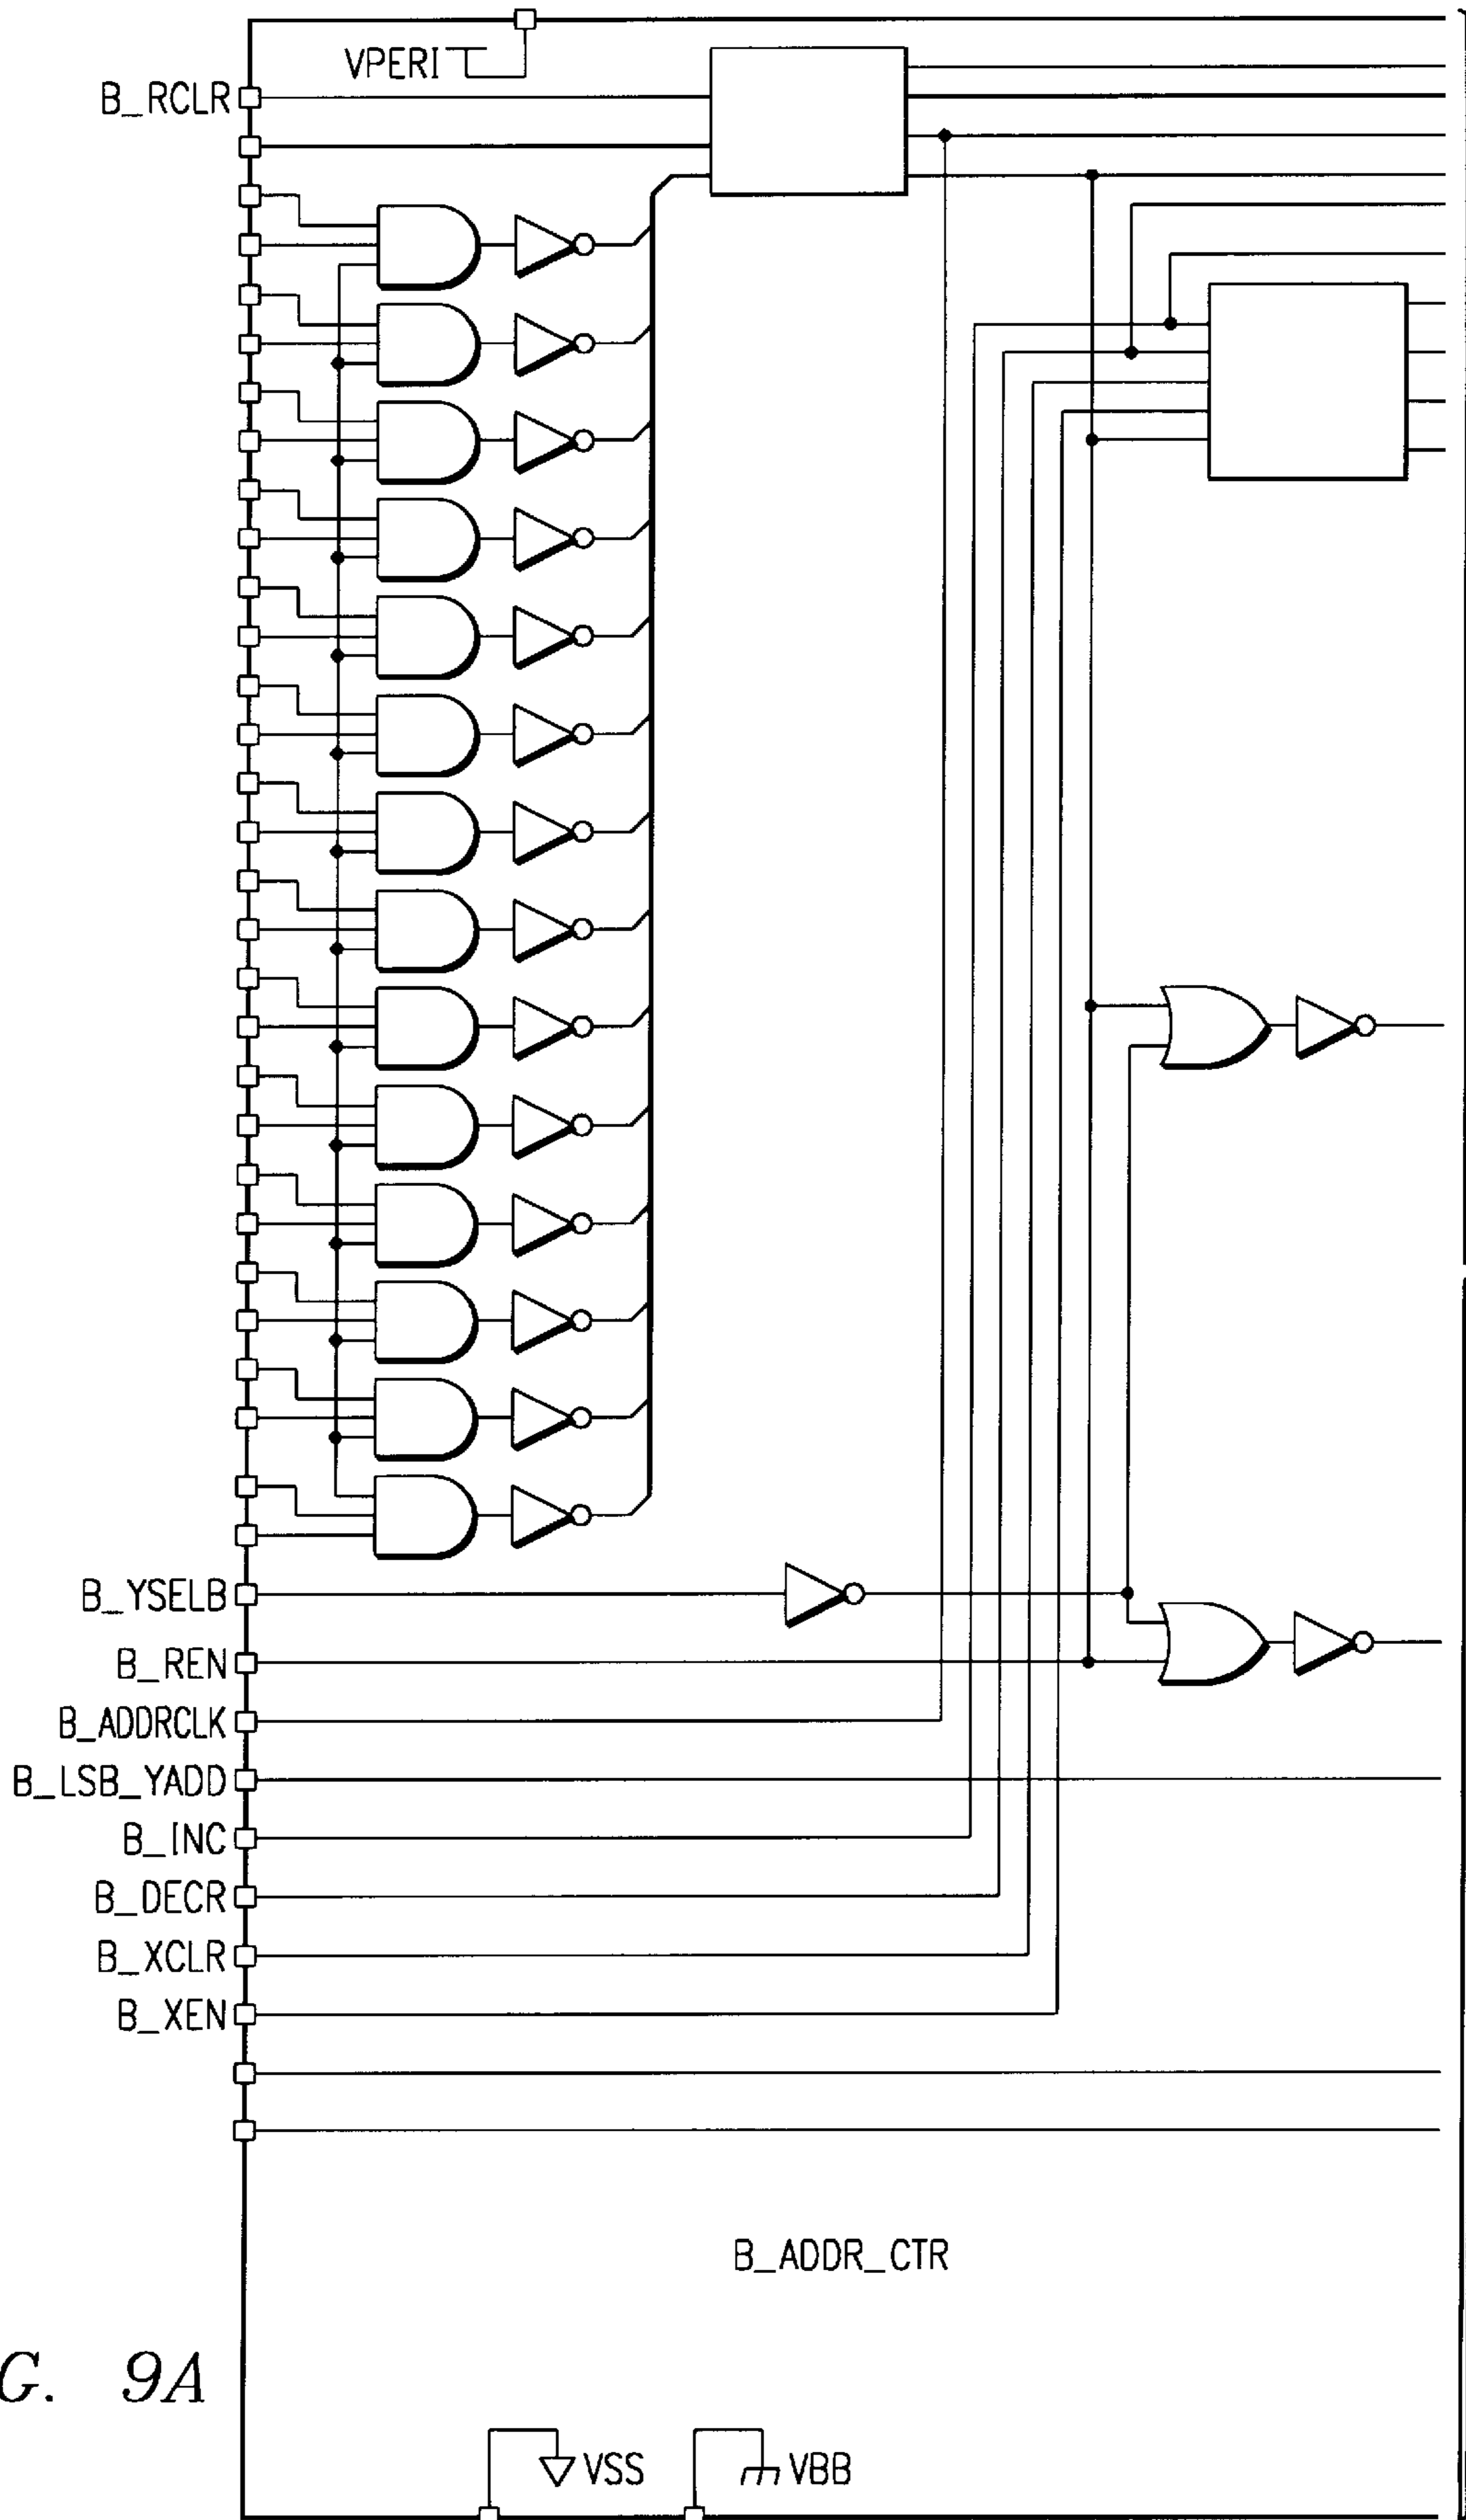 VPERI
B_RCLR
B_YSELB
B_REN
B_ADDRCLK
B_LSB_YADD
B_INC
B_DECR
B_XCLR
B_XEN
B_ADDR_CTR
G. 9A
VSS
VBB